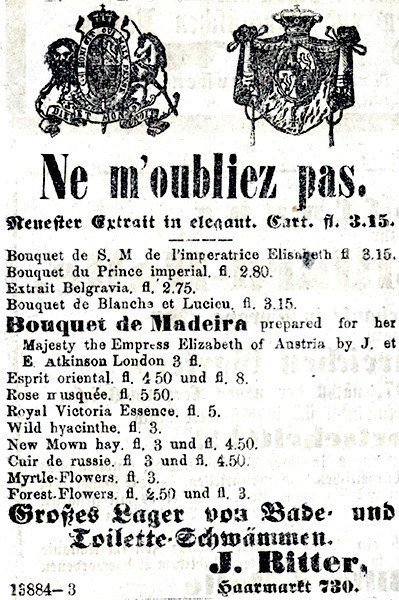 Ne m'oubliez pas.
Neuester Extrait in elegant. Cart. fl. 3.15.
Bouquet de S. M de l'imperatrice Elisabeth fl 3.15.
Bouquet du Prince imperial, fl. 2.80.
Extrait Belgravia, fl. 2.75.
Bouquet de Blanche et Lucien, fl. 3.15.
Bouquet de Madeira prepared for her
Majesty the Empress Elizabeth of Austria by J. et
E. Atkinson London 3 fl.
Esprit oriental. fl. 4 50 und fl. 8.
Rose musquée. fl. 5 50.
Royal Victoria Essence. fl. 5.
Wild hyacinthe, fl. 3.
New Mown hay. fl. 3 und fl. 4.50.
Cuir de russie. fl 3 und fl. 4.50.
Myrtle-Flowers. fl. 3.
Forest.Flowers. fl. 2.50 und fl. 3.
Großes Lager von Bade- und
Toilette-Schwämmen.
J. Ritter,
13884–3 Haarmarkt 730.